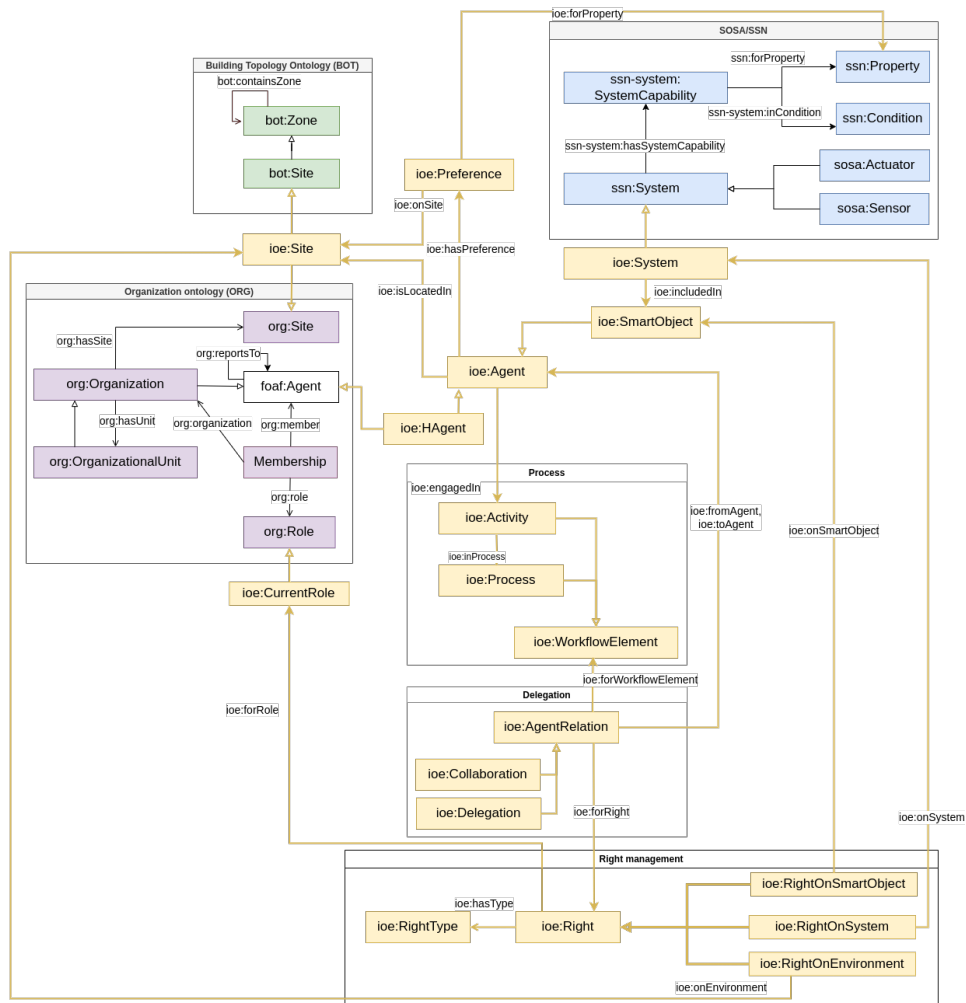 ioe:forProperty
SOSA/SSN
Building Topology Ontology (BOT)
bot:containsZone
bot:Zone
bot:Site
ssn-system:
SystemCapability
ssn:forProperty
ssn:Property
ssn-system:inCondition
ssn:Condition
ssn-system:hasSystemCapability
sosa:Actuator
ssn:System
sosa:Sensor
ioe:Preference
ioe:onSite
ioe:hasPreference
ioe:Site
ioe:isLocatedIn
ioe:System
ioe:includedIn
ioe:SmartObject
Organization ontology (ORG)
org:Site
org:hasSite
org:reportsTo
org:Organization
foaf:Agent
org:hasUnit
org:organization
org:member
org:OrganizationalUnit
Membership
org:role
org:Role
ioe:Agent
ioe:HAgent
Process
ioe:engagedIn
ioe:Activity
ioe:inProcess
ioe:Process
ioe:WorkflowElement
ioe:fromAgent,
ioe:toAgent
ioe:onSmartObject
ioe:CurrentRole
ioe:forWorkflowElement
Delegation
ioe:forRole
ioe:AgentRelation
ioe:Collaboration
ioe:Delegation
ioe:forRight
ioe:onSystem
Right management
ioe:RightOnSmartObject
ioe:hasType
ioe:RightType
ioe:Right
ioe:RightOnSystem
ioe:RightOnEnvironment
ioe:onEnvironment